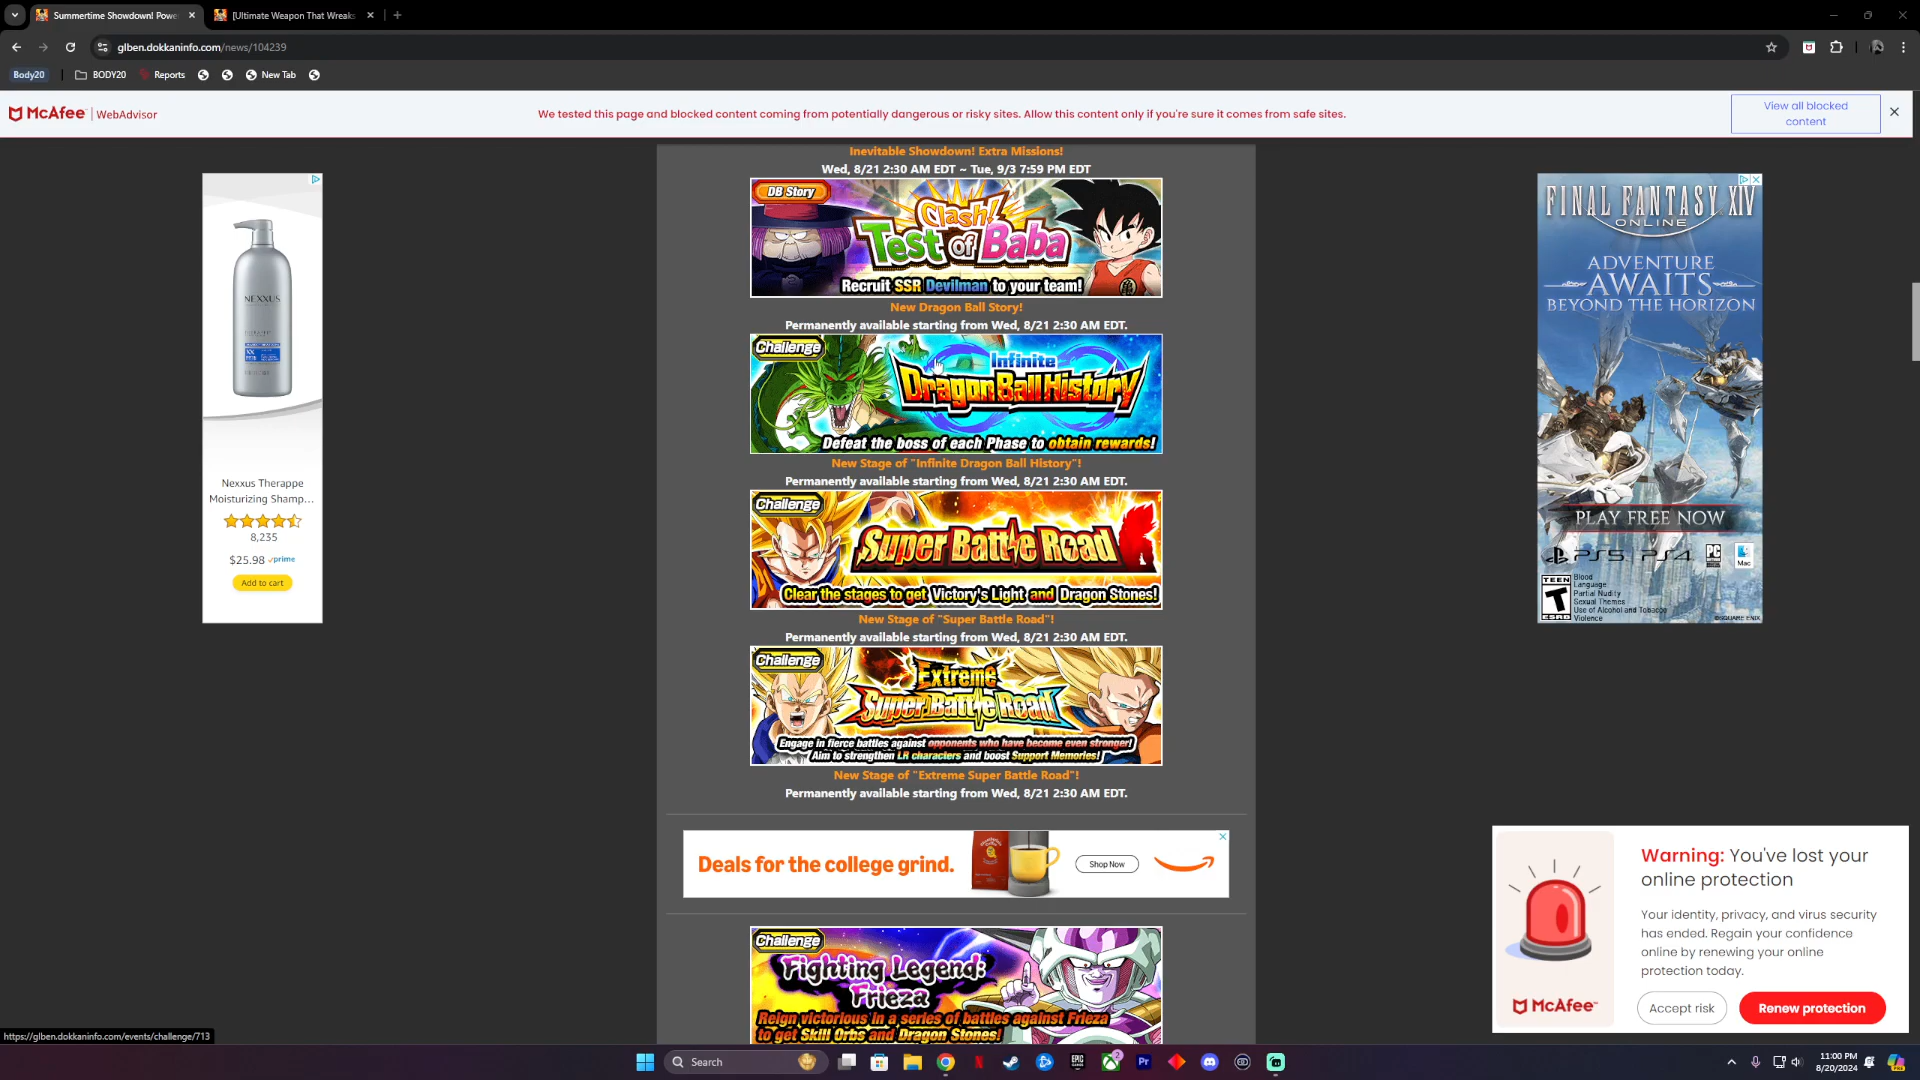 Summertime Showdown! Powe
[Ultimate Weapon That Wreaks
glben.dokkaninfo.com/news/104239
Body20
BODY20
Reports
New Tab
McAfee | WebAdvisor
We tested this page and blocked content coming from potentially dangerous or risky sites. Allow this content only if you're sure it comes from safe sites.
View all blocked
content
Inevitable Showdown! Extra Missions!
Wed, 8/21 2:30 AM EDT ~ Tue, 9/3 7:59 PM EDT
DB Story
Clash!
Test of Baba
Recruit SSR Devilman to your team!
New Dragon Ball Story!
Permanently available starting from Wed, 8/21 2:30 AM EDT.
Challenge
Infinite
Dragon Ball History
Defeat the boss of each Phase to obtain rewards!
New Stage of "Infinite Dragon Ball History"!
Permanently available starting from Wed, 8/21 2:30 AM EDT.
Challenge
Super Battle Road
Clear the stages to get Victory's Light and Dragon Stones!
New Stage of "Super Battle Road"!
Permanently available starting from Wed, 8/21 2:30 AM EDT.
Challenge
Extreme
Super Battle Road
Engage in fierce battles against opponents who have become even stronger!
Aim to strengthen LR characters and boost Support Memories!
New Stage of "Extreme Super Battle Road"!
Permanently available starting from Wed, 8/21 2:30 AM EDT.
Deals for the college grind.
Shop Now
Challenge
Fighting Legend:
Frieza
Reign victorious in a series of battles against Frieza
to get Skill Orbs and Dragon Stones!
NEXXUS
Nexxus Therappe
Moisturizing Shamp...
8,235
$25.98 prime
Add to cart
FINAL FANTASY XIV
ONLINE
ADVENTURE
AWAITS
BEYOND THE HORIZON
PLAY FREE NOW
PS5 PS4 PC Mac
TEEN
T
ESRB
Blood
Language
Partial Nudity
Sexual Themes
Use of Alcohol and Tobacco
Violence
©SQUARE ENIX
Warning: You've lost your
online protection
Your identity, privacy, and virus security
has ended. Regain your confidence
online by renewing your online
protection today.
McAfee
Accept risk
Renew protection
https://glben.dokkaninfo.com/events/challenge/713
Search
EPIC
2
Pr
11:00 PM
8/20/2024